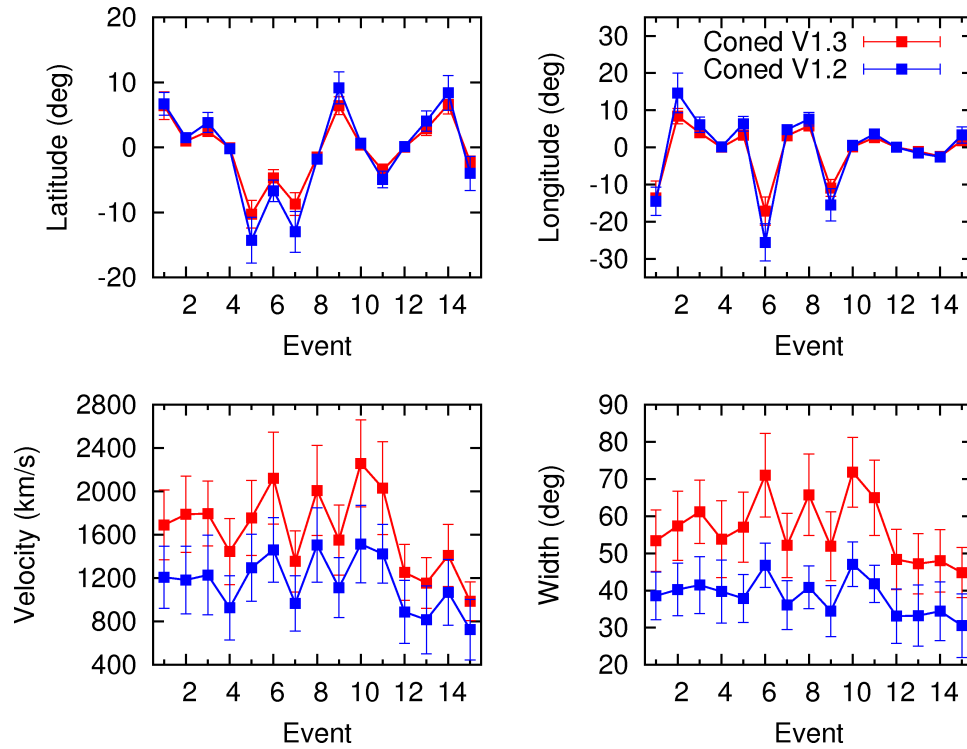 Latitude (deg)
20
10
0
-10
-20
2 4 6 8 10 12 14
Event
Longitude (deg)
Coned V1.3
Coned V1.2
30
20
10
0
-10
-20
-30
2 4 6 8 10 12 14
Event
Velocity (km/s)
2800
2400
2000
1600
1200
800
400
2 4 6 8 10 12 14
Event
Width (deg)
90
80
70
60
50
40
30
20
2 4 6 8 10 12 14
Event